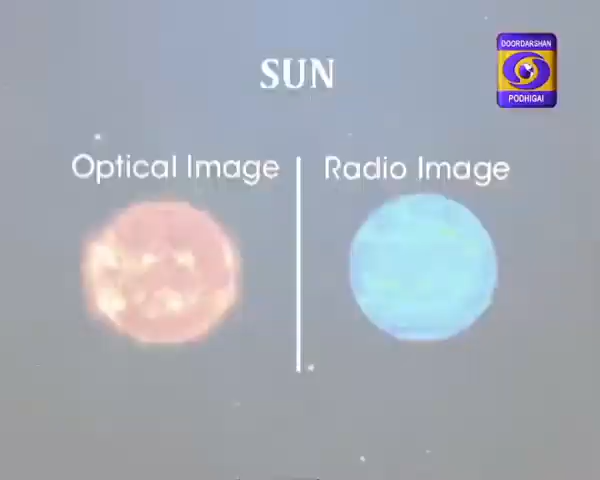 DOORDARSHAN
PODHIGAI
SUN
Optical Image
Radio Image